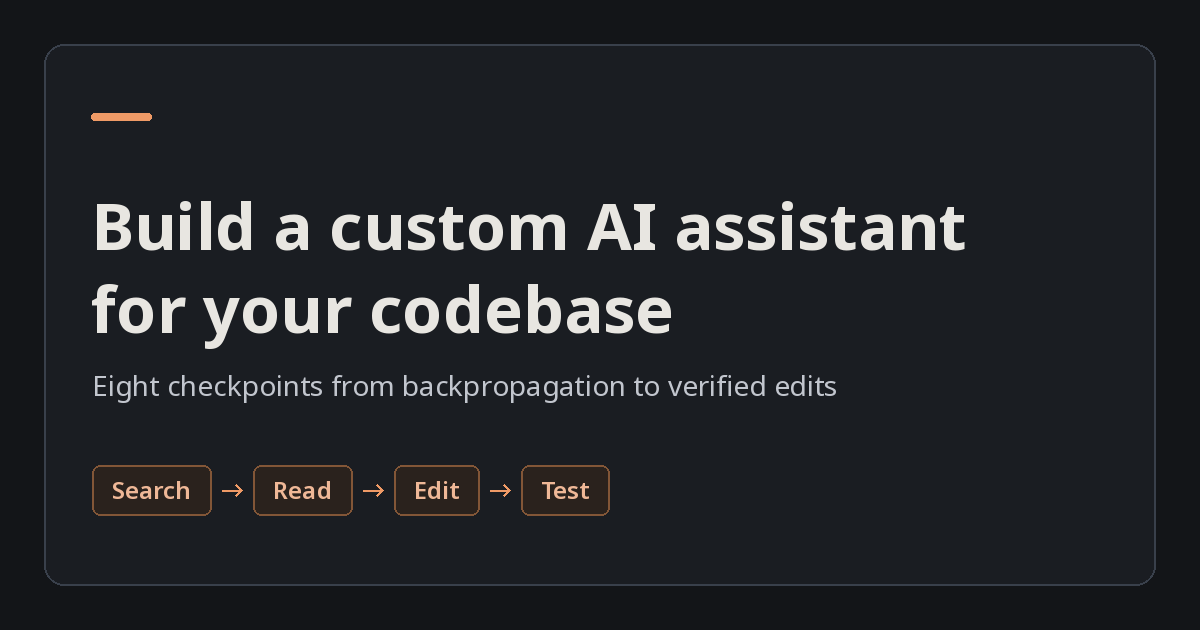 Build a custom AI assistant
for your codebase
Eight checkpoints from backpropagation to verified edits
Search → Read → Edit → Test